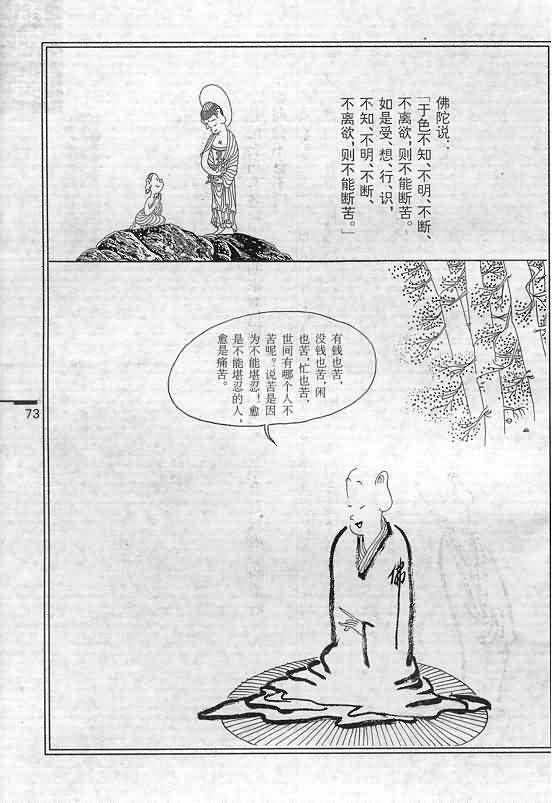 佛陀说：
「于色不知、不明、不断、
不离欲，则不能断苦。
如是受、想、行、识，
不知、不明、不断、
不离欲，则不能断苦。」
有钱也苦，
没钱也苦，闲
也苦，忙也苦，
世间有哪个人不
苦呢？说苦是因
为不能堪忍！愈
是不能堪忍的人，
愈是痛苦。
佛
73